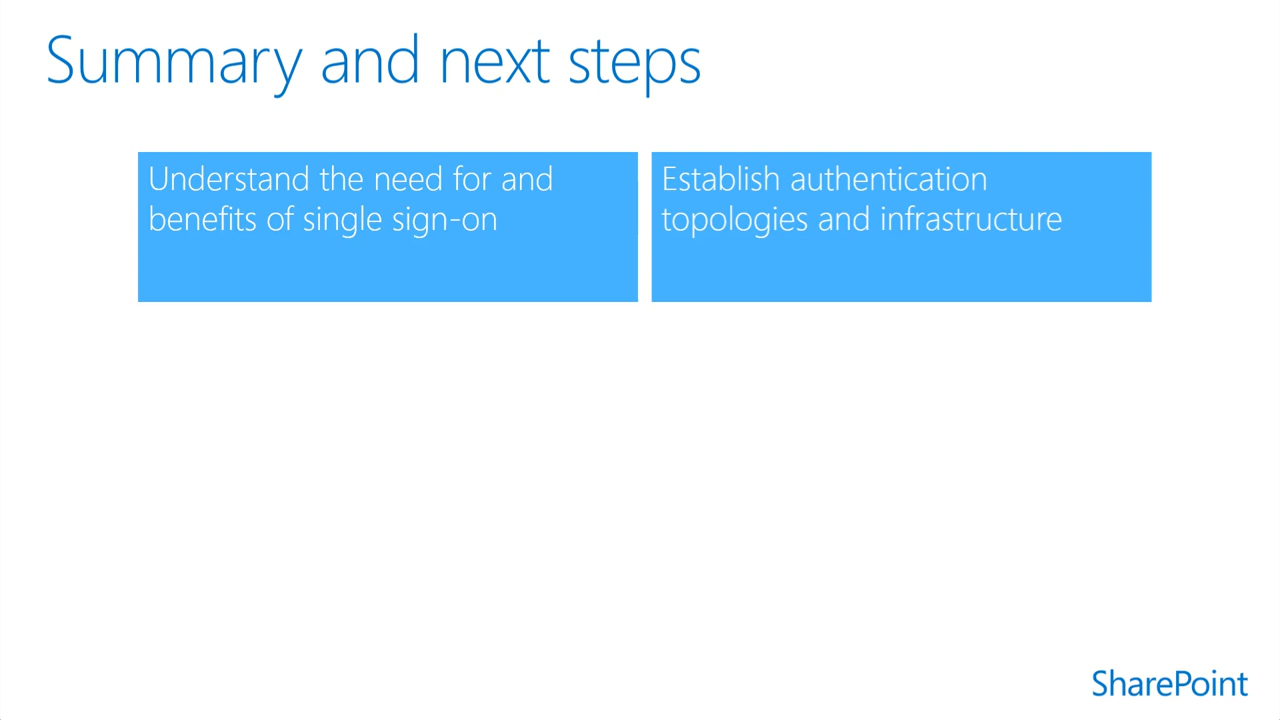 Summary and next steps
Understand the need for and
benefits of single sign-on
Establish authentication
topologies and infrastructure
SharePoint